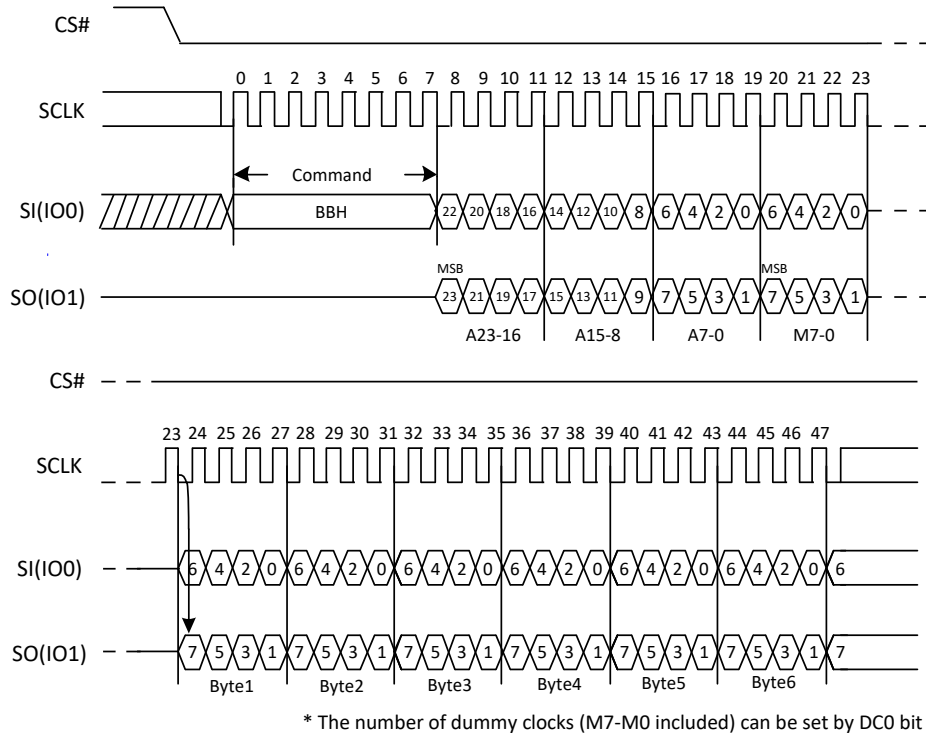 CS#
0 1 2 3 4 5 6 7 8 9 10 11 12 13 14 15 16 17 18 19 20 21 22 23
SCLK
Command
SI(IO0)
BBH
22 20 18 16 14 12 10 8 6 4 2 0 6 4 2 0
MSB MSB
SO(IO1)
23 21 19 17 15 13 11 9 7 5 3 1 7 5 3 1
A23-16 A15-8 A7-0 M7-0
CS#
23 24 25 26 27 28 29 30 31 32 33 34 35 36 37 38 39 40 41 42 43 44 45 46 47
SCLK
SI(IO0)
6 4 2 0 6 4 2 0 6 4 2 0 6 4 2 0 6 4 2 0 6 4 2 0 6
SO(IO1)
7 5 3 1 7 5 3 1 7 5 3 1 7 5 3 1 7 5 3 1 7 5 3 1 7
Byte1 Byte2 Byte3 Byte4 Byte5 Byte6
* The number of dummy clocks (M7-M0 included) can be set by DC0 bit